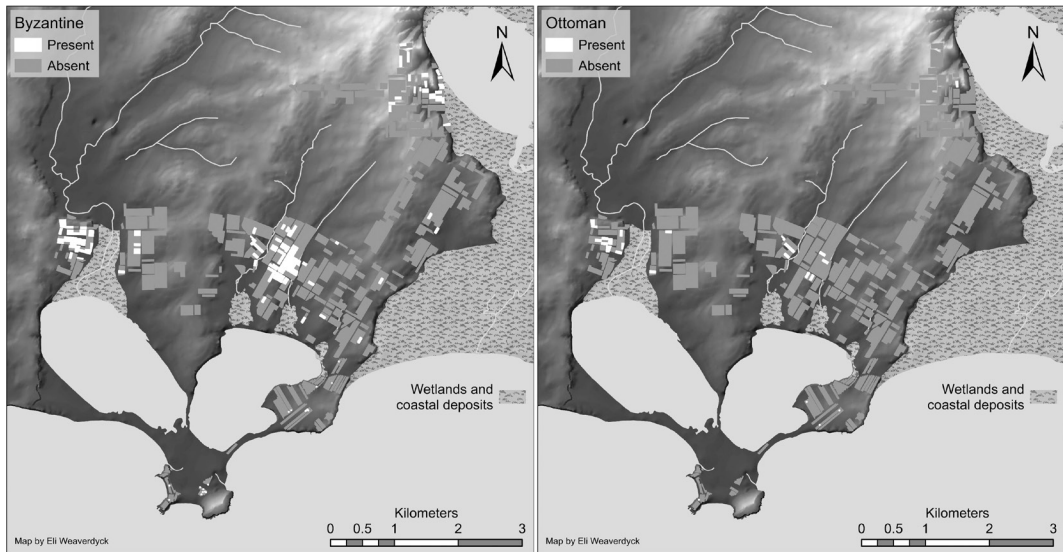 Byzantine
Present
Absent
N
Wetlands and
coastal deposits
Kilometers
0 0.5 1 2 3
Map by Eli Weaverdyck
Ottoman
Present
Absent
N
Wetlands and
coastal deposits
Kilometers
0 0.5 1 2 3
Map by Eli Weaverdyck